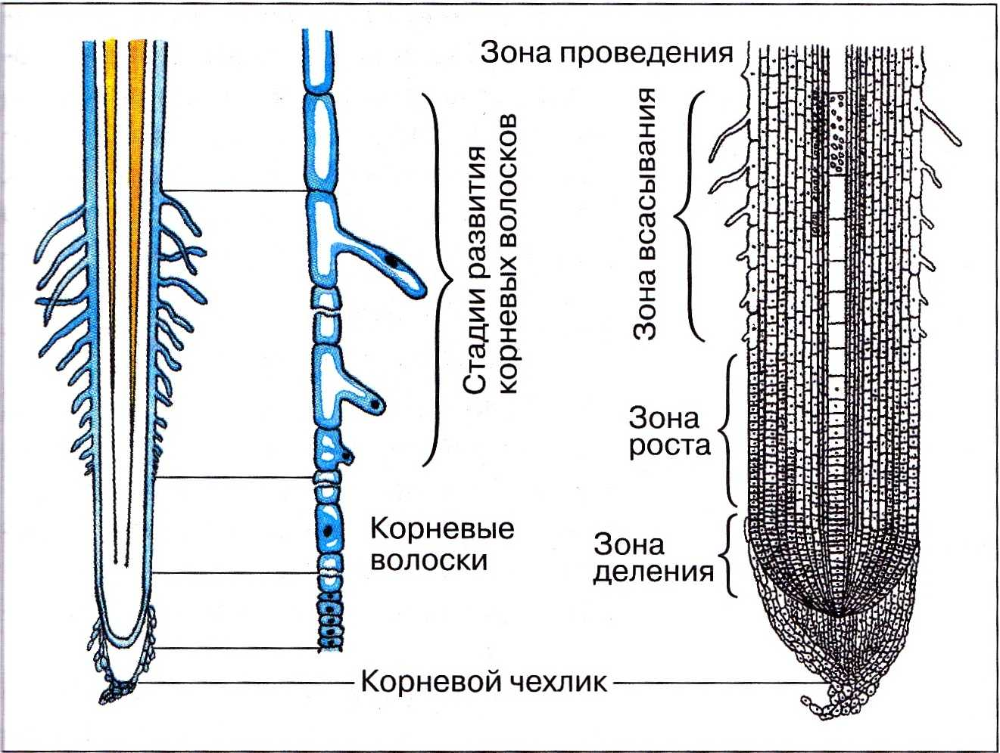 Зона проведения
Стадии развития
корневых волосков
Зона всасывания
Зона
роста
Корневые
волоски
Зона
деления
Корневой чехлик